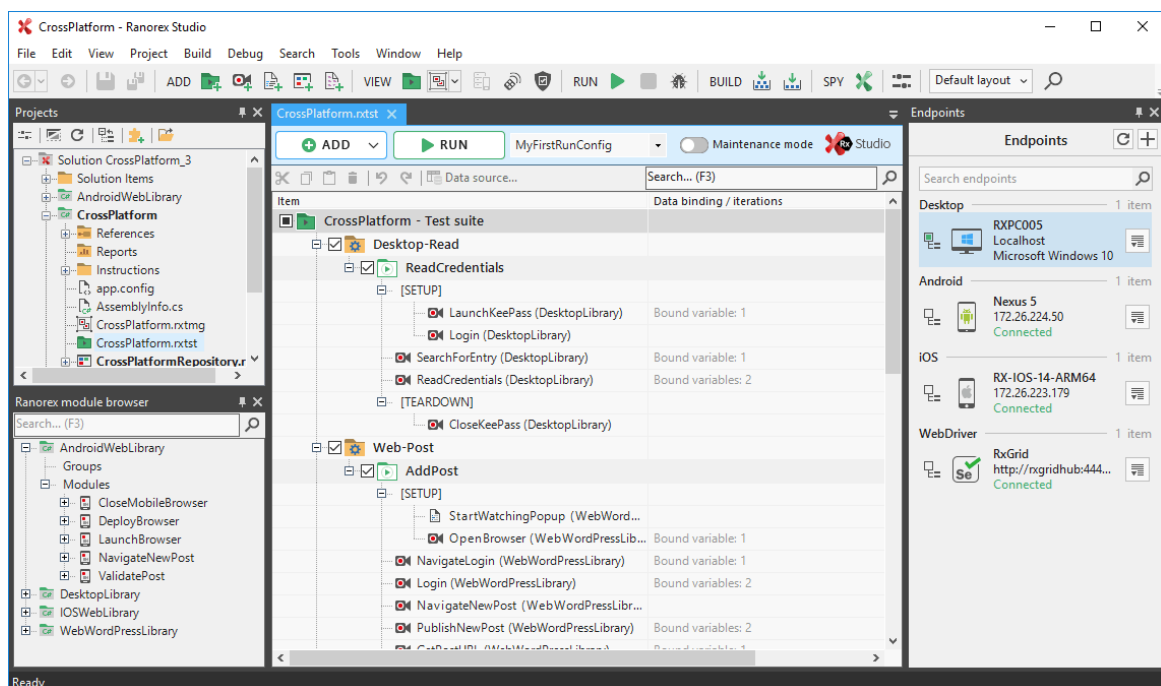 CrossPlatform - Ranorex Studio
File Edit View Project Build Debug Search Tools Window Help
ADD VIEW RUN BUILD SPY Default layout
Projects
Solution CrossPlatform_3
Solution Items
AndroidWebLibrary
CrossPlatform
References
Reports
Instructions
app.config
AssemblyInfo.cs
CrossPlatform.rxtmg
CrossPlatform.rxtst
CrossPlatformRepository.r
Ranorex module browser
Search... (F3)
AndroidWebLibrary
Groups
Modules
CloseMobileBrowser
DeployBrowser
LaunchBrowser
NavigateNewPost
ValidatePost
DesktopLibrary
IOSWebLibrary
WebWordPressLibrary
CrossPlatform.rxtst
ADD RUN MyFirstRunConfig Maintenance mode Rx Studio
Data source... Search... (F3)
Item Data binding / iterations
CrossPlatform - Test suite
Desktop-Read
ReadCredentials
[SETUP]
LaunchKeePass (DesktopLibrary) Bound variable: 1
Login (DesktopLibrary)
SearchForEntry (DesktopLibrary) Bound variable: 1
ReadCredentials (DesktopLibrary) Bound variables: 2
[TEARDOWN]
CloseKeePass (DesktopLibrary)
Web-Post
AddPost
[SETUP]
StartWatchingPopup (WebWord...
OpenBrowser (WebWordPressLib... Bound variable: 1
NavigateLogin (WebWordPressLibrary) Bound variable: 1
Login (WebWordPressLibrary) Bound variables: 2
NavigateNewPost (WebWordPressLibr...
PublishNewPost (WebWordPressLibrary) Bound variables: 2
Endpoints
Endpoints
Search endpoints
Desktop 1 item
RXPC005
Localhost
Microsoft Windows 10
Android 1 item
Nexus 5
172.26.224.50
Connected
iOS 1 item
RX-IOS-14-ARM64
172.26.223.179
Connected
WebDriver 1 item
Se
RxGrid
http://rxgridhub:444...
Connected
Ready